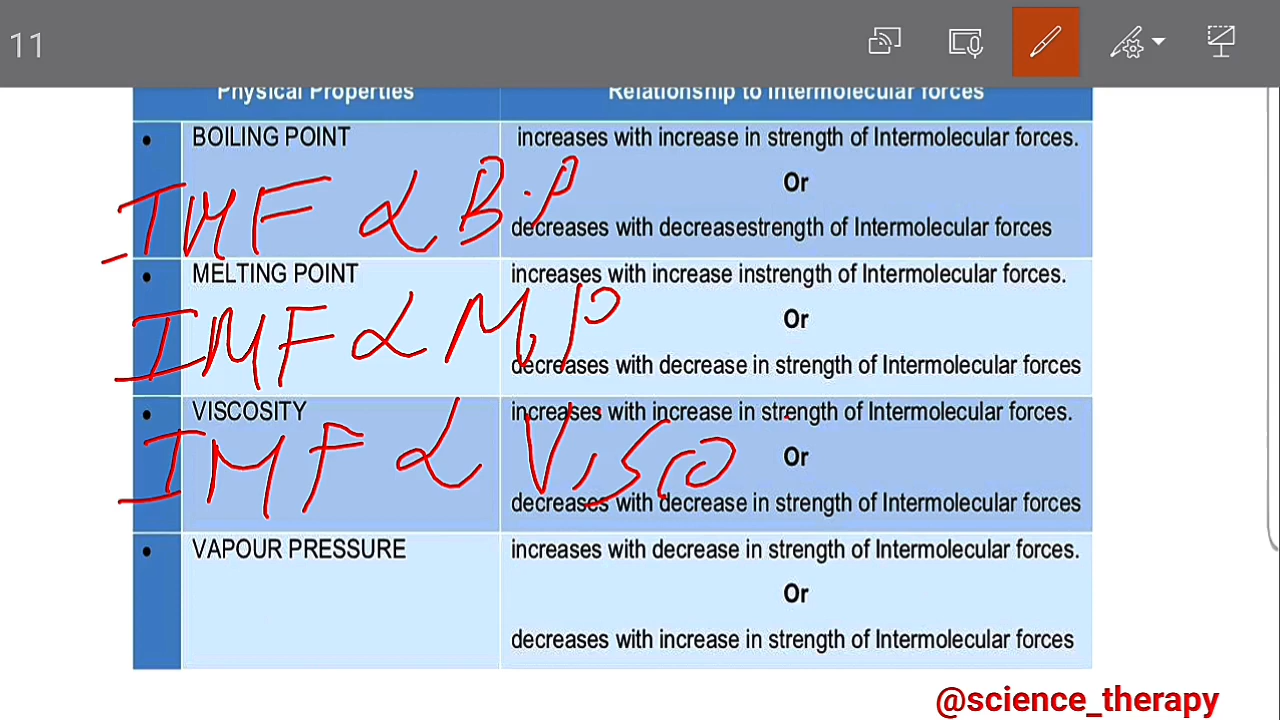 11
Physical Properties
Relationship to Intermolecular forces
• BOILING POINT
increases with increase in strength of Intermolecular forces.
Or
decreases with decreasestrength of Intermolecular forces
IMF ∝ B.P
• MELTING POINT
increases with increase instrength of Intermolecular forces.
Or
decreases with decrease in strength of Intermolecular forces
IMF ∝ M.P
• VISCOSITY
increases with increase in strength of Intermolecular forces.
Or
decreases with decrease in strength of Intermolecular forces
IMF ∝ Visco
• VAPOUR PRESSURE
increases with decrease in strength of Intermolecular forces.
Or
decreases with increase in strength of Intermolecular forces
@science_therapy